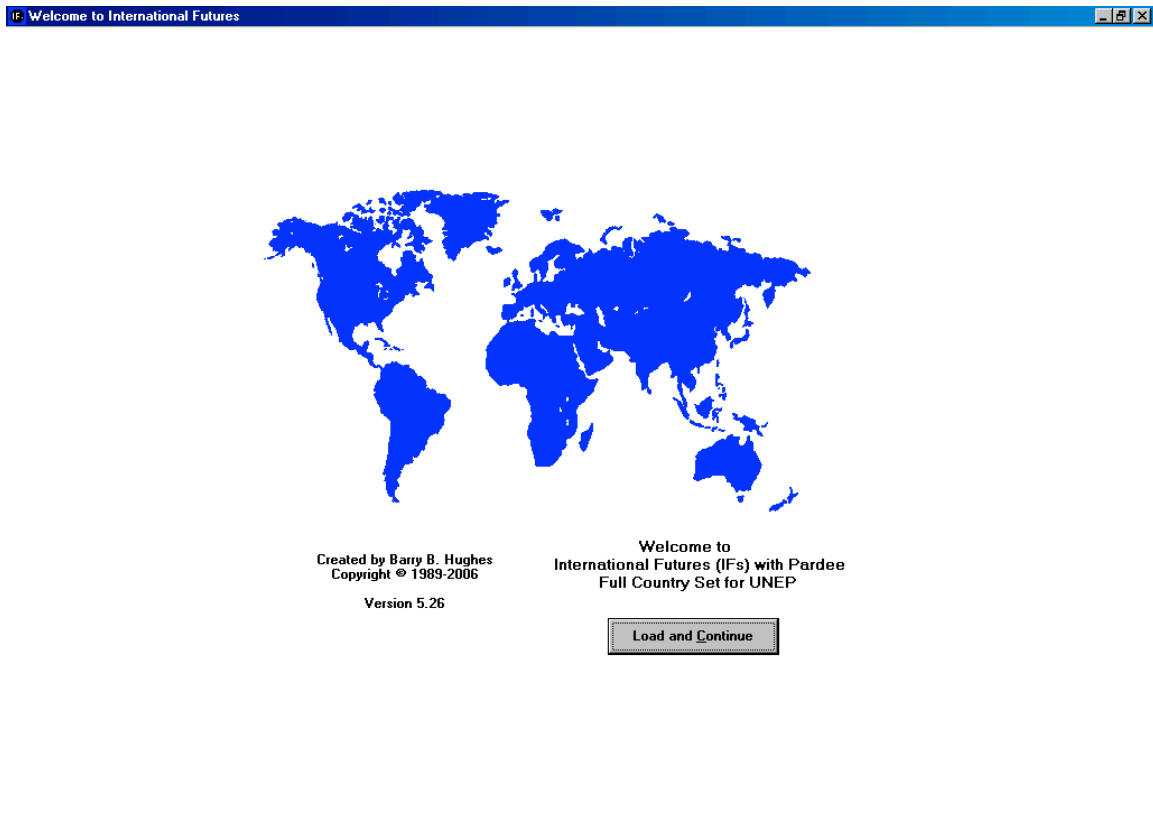 IFs Welcome to International Futures
Created by Barry B. Hughes
Copyright © 1989-2006
Version 5.26
Welcome to
International Futures (IFs) with Pardee
Full Country Set for UNEP
Load and Continue